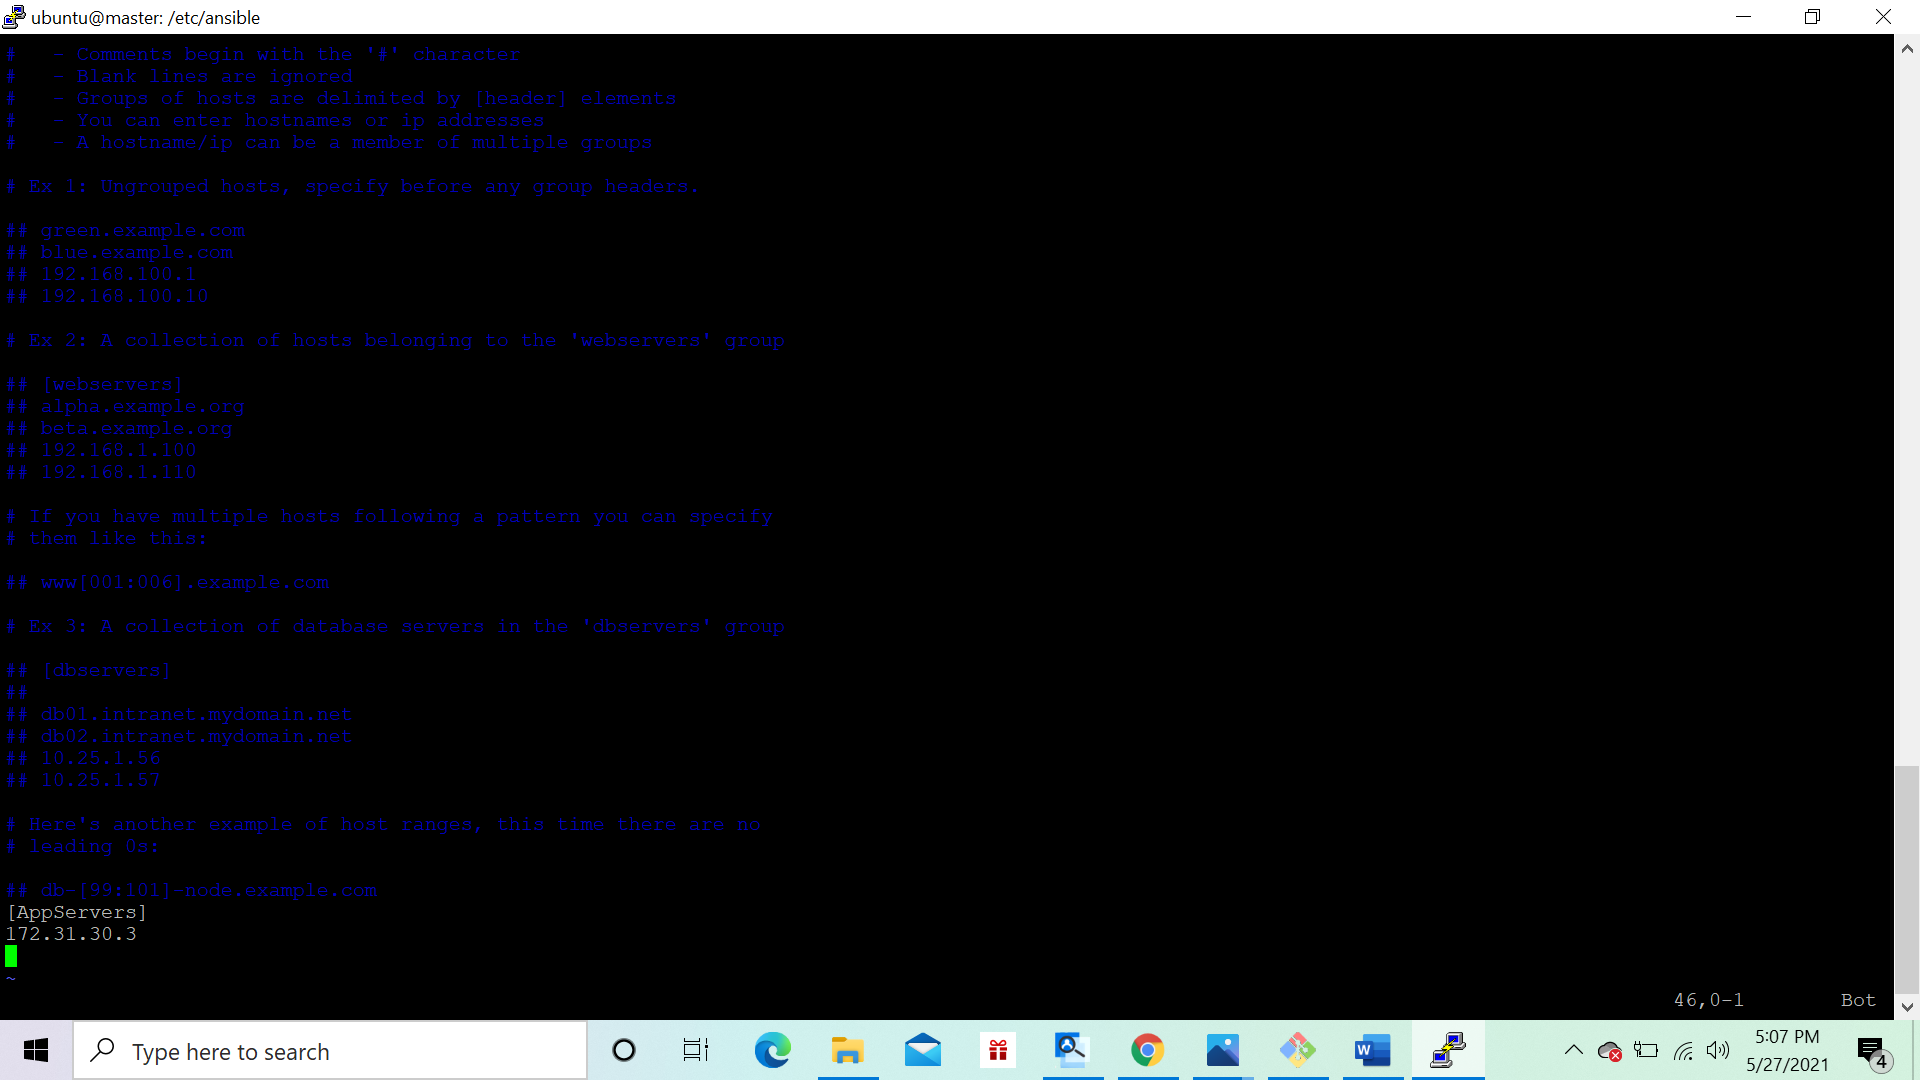 ubuntu@master: /etc/ansible
#   - Comments begin with the '#' character
#   - Blank lines are ignored
#   - Groups of hosts are delimited by [header] elements
#   - You can enter hostnames or ip addresses
#   - A hostname/ip can be a member of multiple groups
# Ex 1: Ungrouped hosts, specify before any group headers.
## green.example.com
## blue.example.com
## 192.168.100.1
## 192.168.100.10
# Ex 2: A collection of hosts belonging to the 'webservers' group
## [webservers]
## alpha.example.org
## beta.example.org
## 192.168.1.100
## 192.168.1.110
# If you have multiple hosts following a pattern you can specify
# them like this:
## www[001:006].example.com
# Ex 3: A collection of database servers in the 'dbservers' group
## [dbservers]
##
## db01.intranet.mydomain.net
## db02.intranet.mydomain.net
## 10.25.1.56
## 10.25.1.57
# Here's another example of host ranges, this time there are no
# leading 0s:
## db-[99:101]-node.example.com
[AppServers]
172.31.30.3
~
46,0-1 Bot
Type here to search
W
5:07 PM
5/27/2021
4